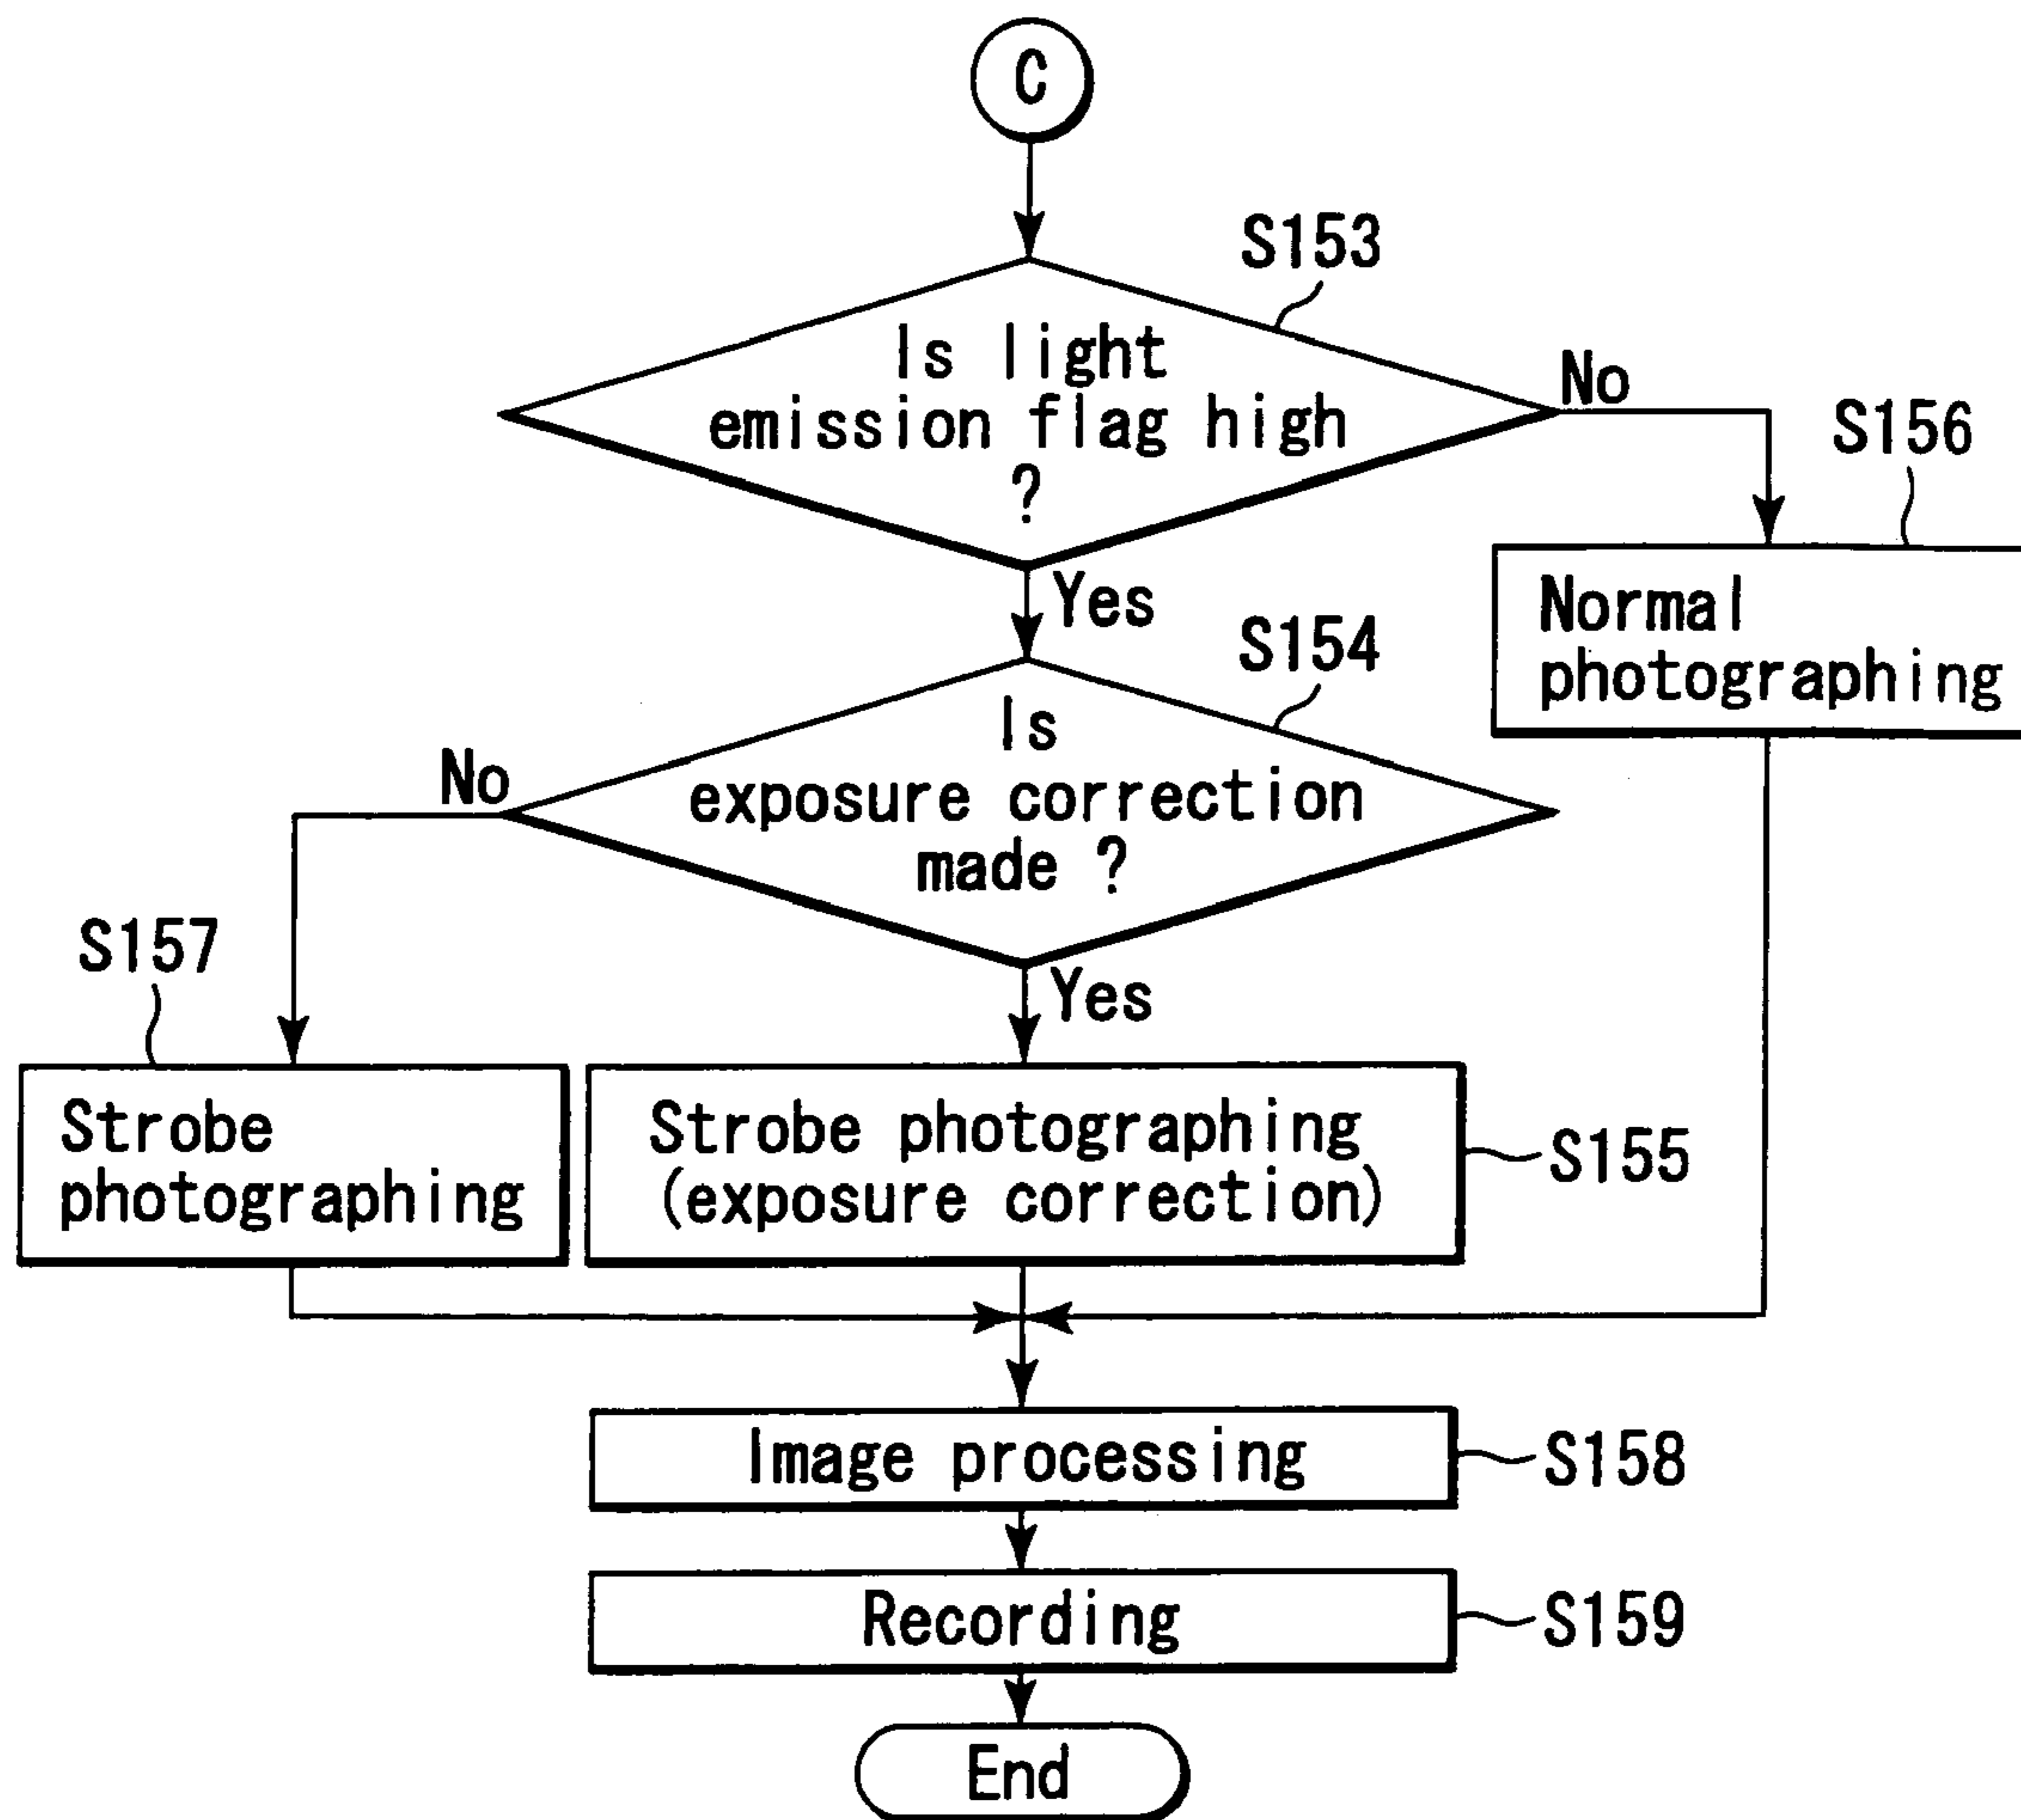 C
S153
Is light
emission flag high
?
No
S156
Normal
photographing
Yes
S154
Is
exposure correction
made ?
No
Yes
S157
Strobe
photographing
Strobe photographing
(exposure correction)
S155
Image processing
S158
Recording
S159
End